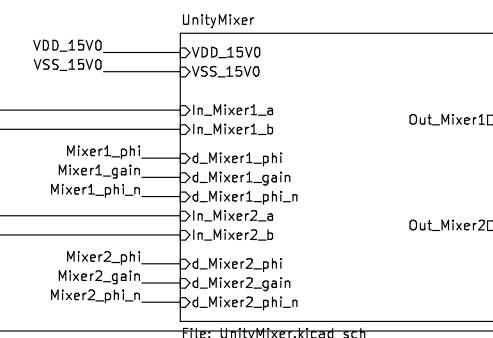 UnityMixer
VDD_15V0 VDD_15V0
VSS_15V0 VSS_15V0
In_Mixer1_a
Out_Mixer1
In_Mixer1_b
Mixer1_phi d_Mixer1_phi
Mixer1_gain d_Mixer1_gain
Mixer1_phi_n d_Mixer1_phi_n
In_Mixer2_a
Out_Mixer2
In_Mixer2_b
Mixer2_phi d_Mixer2_phi
Mixer2_gain d_Mixer2_gain
Mixer2_phi_n d_Mixer2_phi_n
File: UnityMixer.kicad_sch